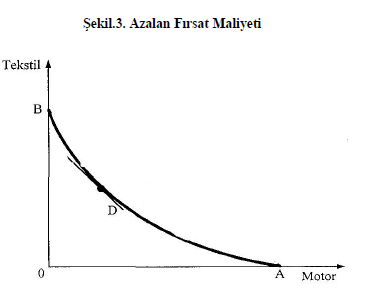 Şekil.3. Azalan Fırsat Maliyeti
Tekstil
B
D
0
A
Motor